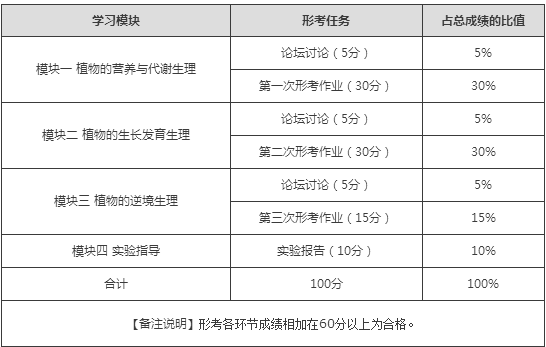 学习模块 形考任务 占总成绩的比值
模块一 植物的营养与代谢生理 论坛讨论（5分） 5%
第一次形考作业（30分） 30%
模块二 植物的生长发育生理 论坛讨论（5分） 5%
第二次形考作业（30分） 30%
模块三 植物的逆境生理 论坛讨论（5分） 5%
第三次形考作业（15分） 15%
模块四 实验指导 实验报告（10分） 10%
合计 100分 100%
【备注说明】形考各环节成绩相加在60分以上为合格。